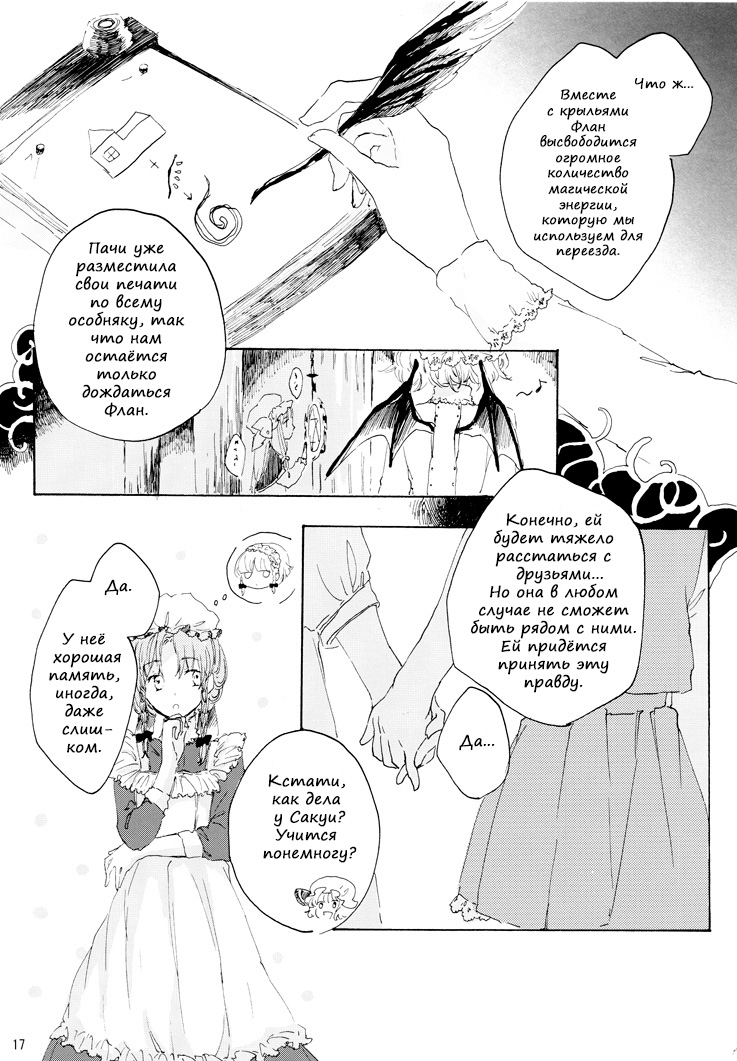 Что ж...
Вместе
с крыльями
Флан
высвободится
огромное
количество
магической
энергии,
которую мы
используем для
переезда.
Пачи уже
разместила
свои печати
по всему
особняку, так
что нам
остаётся
только
дождаться
Флан.
Конечно, ей
будет тяжело
расстаться с
друзьями...
Но она в любом
случае не сможет
быть рядом с ними.
Ей придётся
принять эту
правду.
Да...
Кстати,
как дела
у Сакуи?
Учится
понемногу?
Да.
У неё
хорошая
память,
иногда,
даже
слиш-
ком.
17